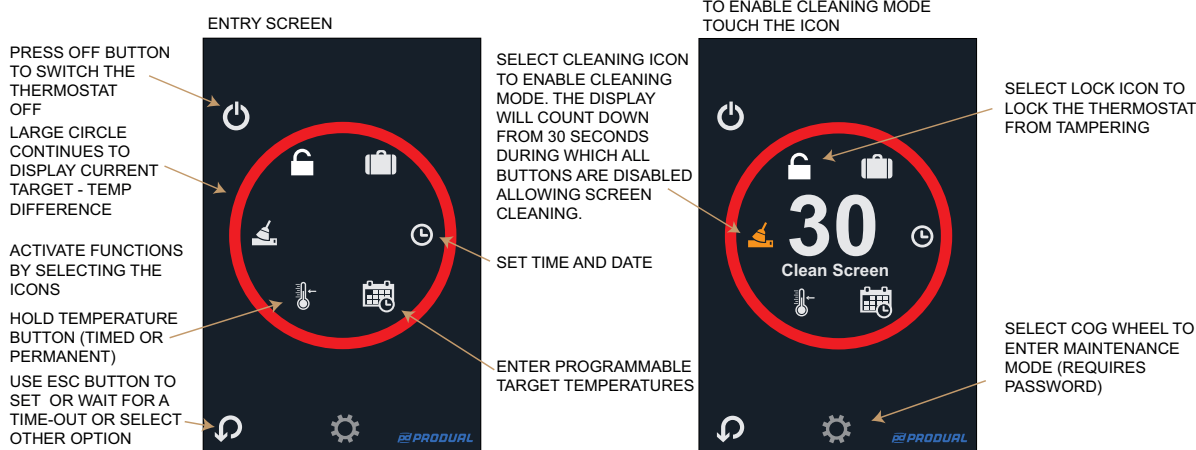 ENTRY SCREEN
PRESS OFF BUTTON
TO SWITCH THE
THERMOSTAT
OFF
LARGE CIRCLE
CONTINUES TO
DISPLAY CURRENT
TARGET - TEMP
DIFFERENCE
ACTIVATE FUNCTIONS
BY SELECTING THE
ICONS
HOLD TEMPERATURE
BUTTON (TIMED OR
PERMANENT)
USE ESC BUTTON TO
SET OR WAIT FOR A
TIME-OUT OR SELECT
OTHER OPTION
PRODUAL
SELECT CLEANING ICON
TO ENABLE CLEANING
MODE. THE DISPLAY
WILL COUNT DOWN
FROM 30 SECONDS
DURING WHICH ALL
BUTTONS ARE DISABLED
ALLOWING SCREEN
CLEANING.
SET TIME AND DATE
ENTER PROGRAMMABLE
TARGET TEMPERATURES
TO ENABLE CLEANING MODE
TOUCH THE ICON
30
Clean Screen
PRODUAL
SELECT LOCK ICON TO
LOCK THE THERMOSTAT
FROM TAMPERING
SELECT COG WHEEL TO
ENTER MAINTENANCE
MODE (REQUIRES
PASSWORD)